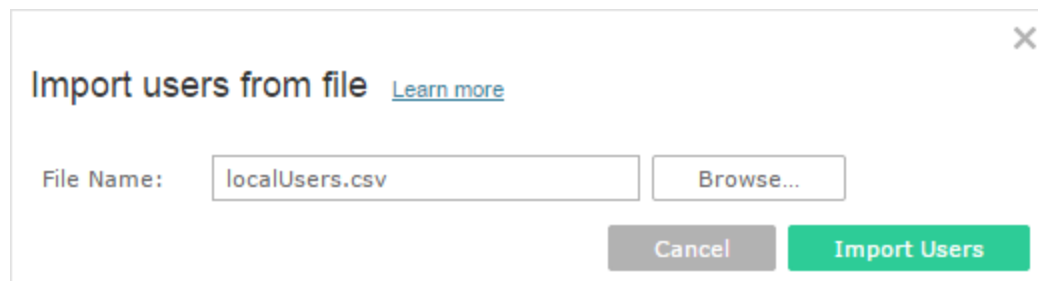 Import users from file Learn more
File Name: localUsers.csv Browse...
Cancel Import Users